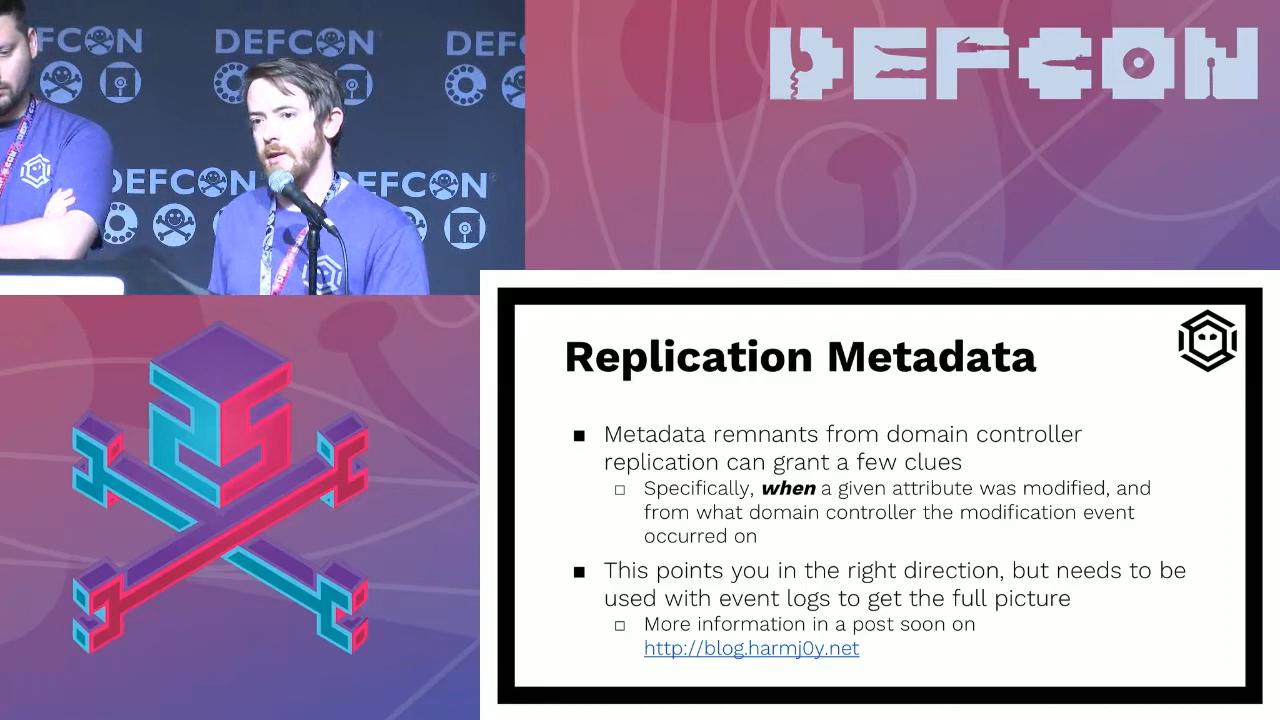 DEFCON
DEFCON
DEFCON
DEF
DEFCON
DEFCON
Replication Metadata
■ Metadata remnants from domain controller
replication can grant a few clues
□ Specifically, when a given attribute was modified, and
from what domain controller the modification event
occurred on
■ This points you in the right direction, but needs to be
used with event logs to get the full picture
□ More information in a post soon on
http://blog.harmj0y.net